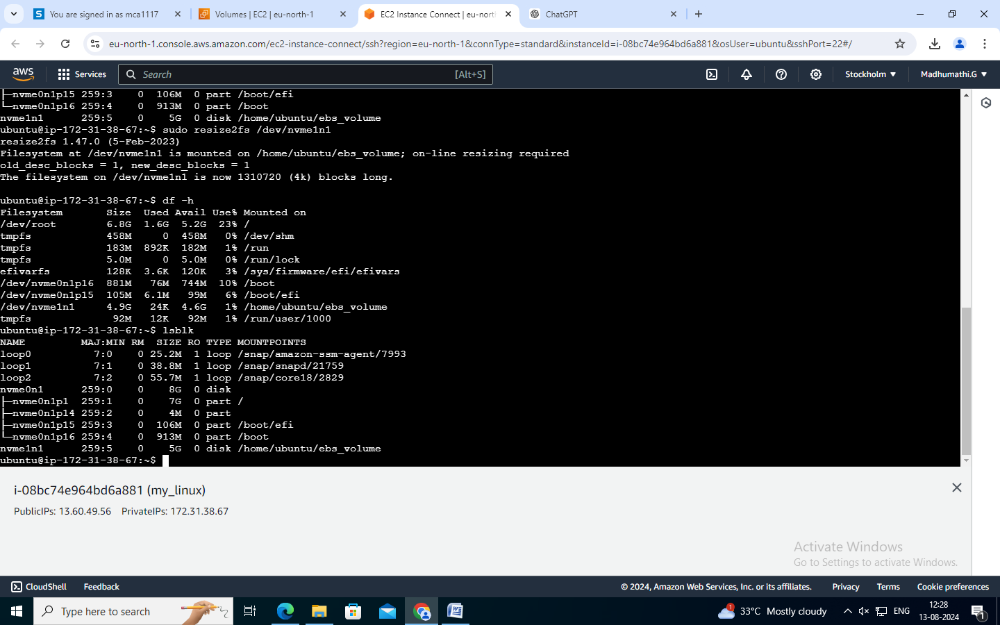 You are signed in as mca1117
Volumes | EC2 | eu-north-1
EC2 Instance Connect | eu-north
ChatGPT
eu-north-1.console.aws.amazon.com/ec2-instance-connect/ssh?region=eu-north-1&connType=standard&instanceId=i-08bc74e964bd6a881&osUser=ubuntu&sshPort=22#/
aws Services Search [Alt+S] Stockholm ▼ Madhumathi.G ▼
├─nvme0n1p15 259:3    0  106M  0 part /boot/efi
└─nvme0n1p16 259:4    0  913M  0 part /boot
nvme1n1      259:5    0    5G  0 disk /home/ubuntu/ebs_volume
ubuntu@ip-172-31-38-67:~$ sudo resize2fs /dev/nvme1n1
resize2fs 1.47.0 (5-Feb-2023)
Filesystem at /dev/nvme1n1 is mounted on /home/ubuntu/ebs_volume; on-line resizing required
old_desc_blocks = 1, new_desc_blocks = 1
The filesystem on /dev/nvme1n1 is now 1310720 (4k) blocks long.
ubuntu@ip-172-31-38-67:~$ df -h
Filesystem       Size  Used Avail Use% Mounted on
/dev/root        6.8G  1.6G  5.2G  23% /
tmpfs            458M     0  458M   0% /dev/shm
tmpfs            183M  892K  182M   1% /run
tmpfs            5.0M     0  5.0M   0% /run/lock
efivarfs         128K  3.6K  120K   3% /sys/firmware/efi/efivars
/dev/nvme0n1p16  881M   76M  744M  10% /boot
/dev/nvme0n1p15  105M  6.1M   99M   6% /boot/efi
/dev/nvme1n1     4.9G   24K  4.6G   1% /home/ubuntu/ebs_volume
tmpfs             92M   12K   92M   1% /run/user/1000
ubuntu@ip-172-31-38-67:~$ lsblk
NAME         MAJ:MIN RM  SIZE RO TYPE MOUNTPOINTS
loop0          7:0    0 25.2M  1 loop /snap/amazon-ssm-agent/7993
loop1          7:1    0 38.8M  1 loop /snap/snapd/21759
loop2          7:2    0 55.7M  1 loop /snap/core18/2829
nvme0n1      259:0    0    8G  0 disk
├─nvme0n1p1  259:1    0    7G  0 part /
├─nvme0n1p14 259:2    0    4M  0 part
├─nvme0n1p15 259:3    0  106M  0 part /boot/efi
└─nvme0n1p16 259:4    0  913M  0 part /boot
nvme1n1      259:5    0    5G  0 disk /home/ubuntu/ebs_volume
ubuntu@ip-172-31-38-67:~$
i-08bc74e964bd6a881 (my_linux)
PublicIPs: 13.60.49.56 PrivateIPs: 172.31.38.67
Activate Windows
Go to Settings to activate Windows.
CloudShell Feedback © 2024, Amazon Web Services, Inc. or its affiliates. Privacy Terms Cookie preferences
Type here to search 1 33°C Mostly cloudy ENG 12:28 1
13-08-2024